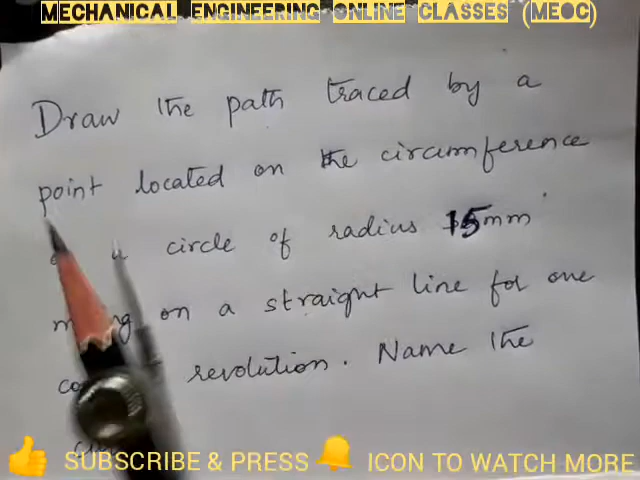 MECHANICAL ENGINEERING ONLINE CLASSES (MEOC)
Draw the path traced by a
point located on the circumference
circle of radius 15mm
on a straight line for one
revolution. Name the
SUBSCRIBE & PRESS ICON TO WATCH MORE